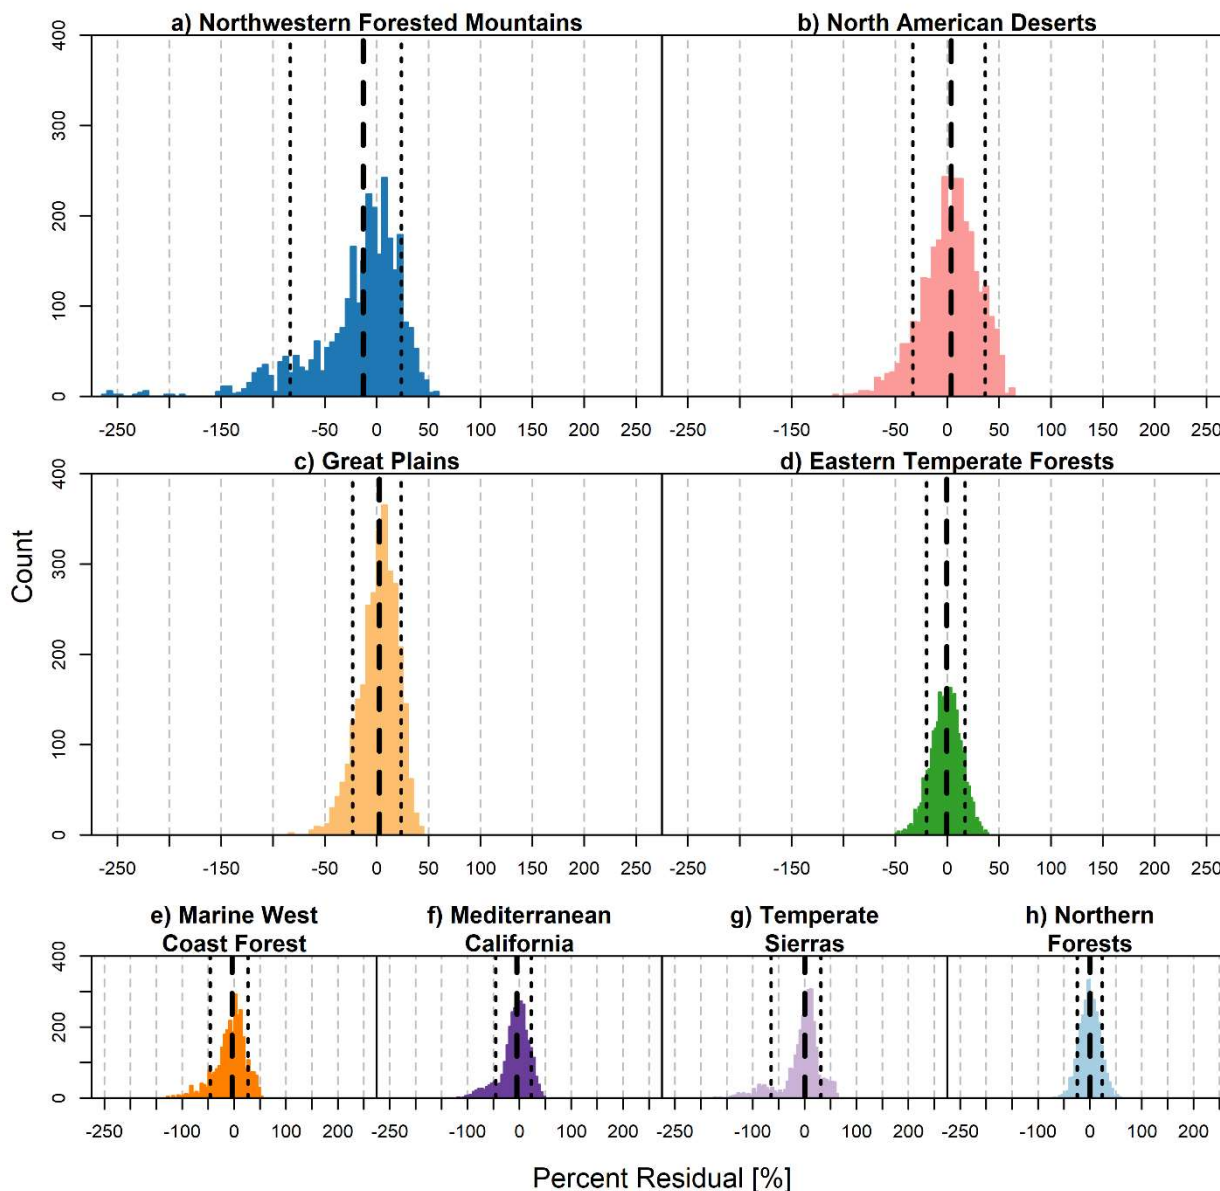 a) Northwestern Forested Mountains
b) North American Deserts
400
300
200
100
0
-250 -150 -50 0 50 100 150 200 250
-250 -150 -50 0 50 100 150 200 250
c) Great Plains
d) Eastern Temperate Forests
400
300
200
100
0
-250 -150 -50 0 50 100 150 200 250
-250 -150 -50 0 50 100 150 200 250
Count
e) Marine West
Coast Forest
f) Mediterranean
California
g) Temperate
Sierras
h) Northern
Forests
400
200
0
-250 -100 0 100 200
-250 -100 0 100 200
-250 -100 0 100 200
-250 -100 0 100 200
Percent Residual [%]